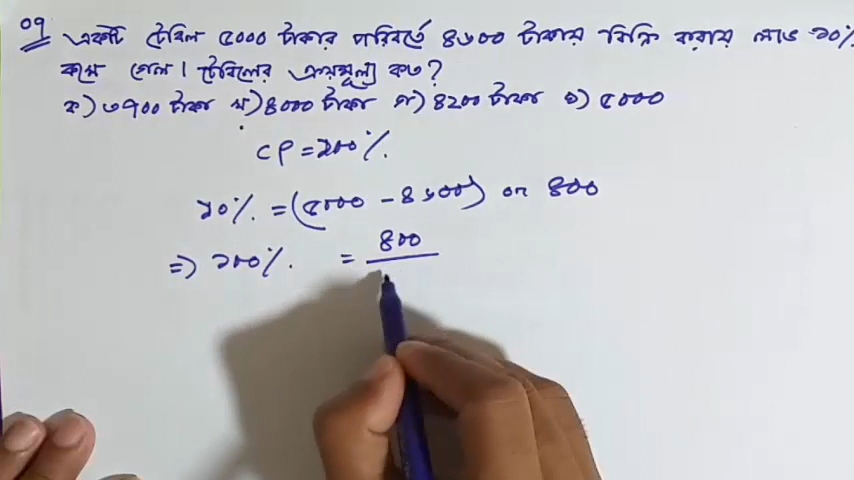 ০৭ একটি টেবিল ৫০০০ টাকার পরিবর্তে ৪৬০০ টাকায় বিক্রি করায় লাভ ১০%
কমে গেল। টেবিলের ক্রয়মূল্য কত?
ক) ৩৭০০ টাকা খ) ৪০০০ টাকা গ) ৪২০০ টাকা ঘ) ৫০০০
CP = ১০০%.
১০% = (৫০০০ - ৪৬০০) or ৪০০
=> ১০০%. = ৪০০